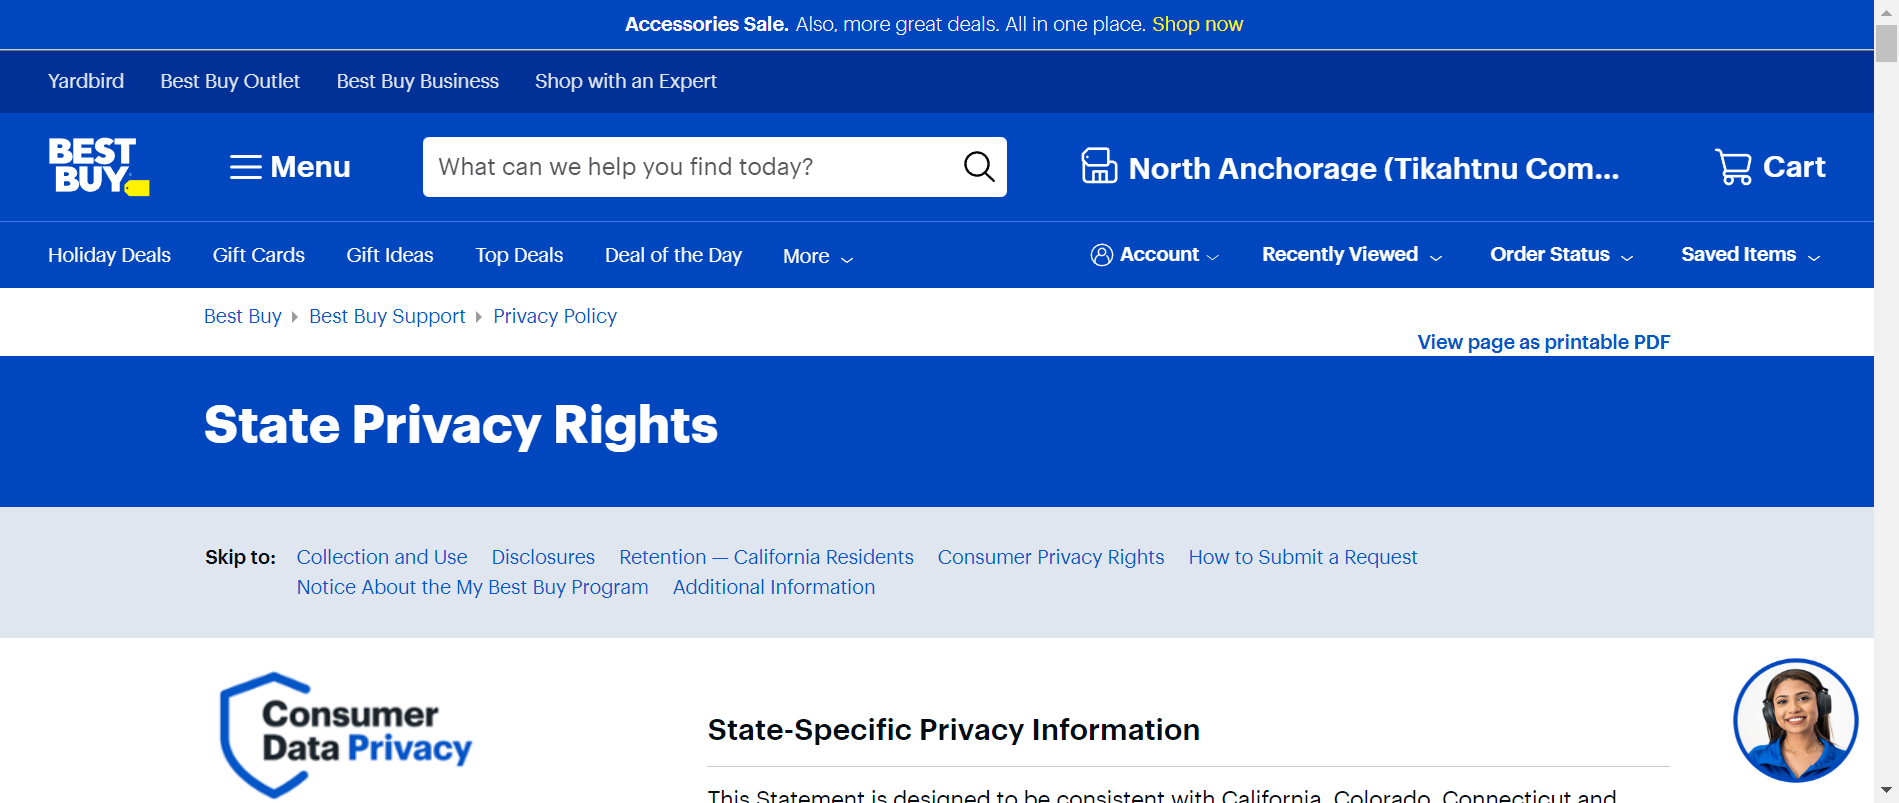 Accessories Sale. Also, more great deals. All in one place. Shop now
Yardbird Best Buy Outlet Best Buy Business Shop with an Expert
BEST BUY
Menu
What can we help you find today?
North Anchorage (Tikahtnu Com...
Cart
Holiday Deals Gift Cards Gift Ideas Top Deals Deal of the Day More Account Recently Viewed Order Status Saved Items
Best Buy Best Buy Support Privacy Policy
View page as printable PDF
State Privacy Rights
Skip to: Collection and Use Disclosures Retention — California Residents Consumer Privacy Rights How to Submit a Request
Notice About the My Best Buy Program Additional Information
Consumer
Data Privacy
State-Specific Privacy Information
This Statement is designed to be consistent with California, Colorado, Connecticut and